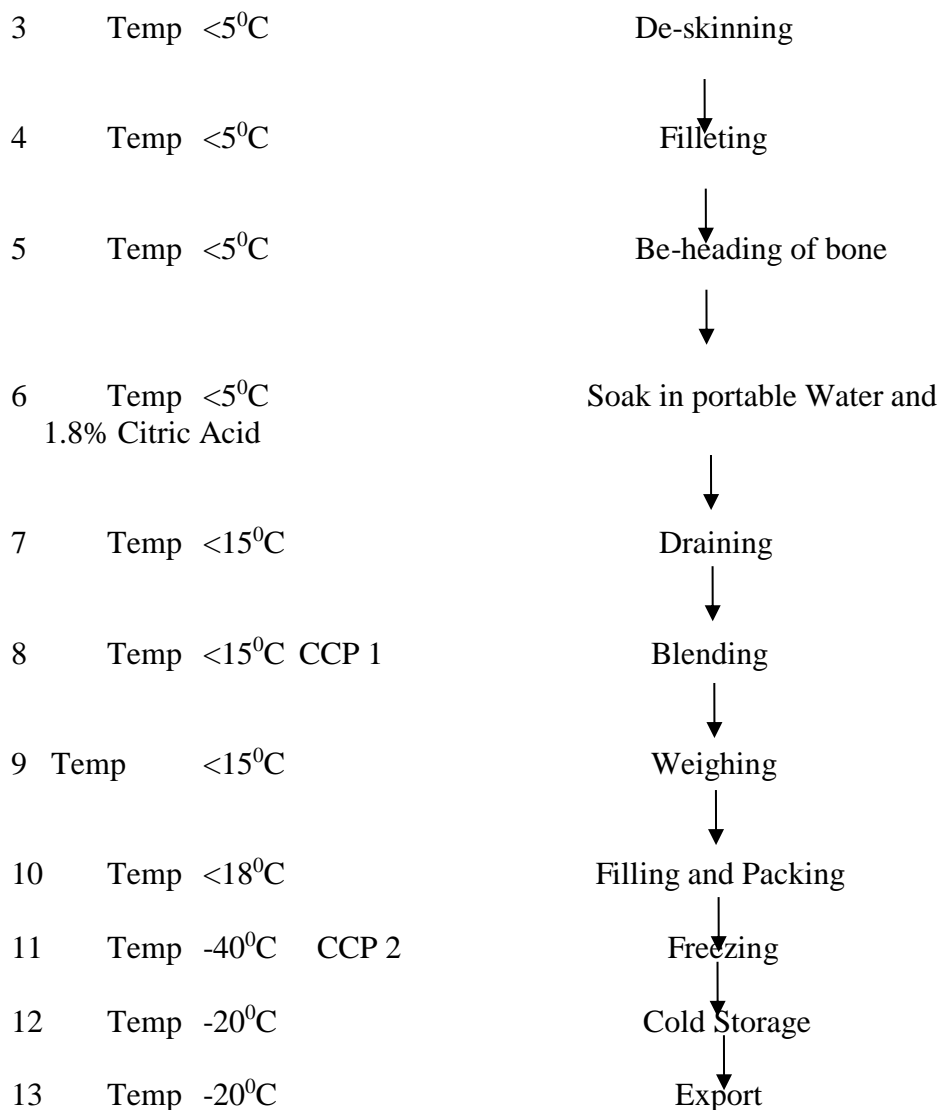 3 Temp <5⁰C De-skinning
4 Temp <5⁰C Filleting
5 Temp <5⁰C Be-heading of bone
6 Temp <5⁰C Soak in portable Water and
1.8% Citric Acid
7 Temp <15⁰C Draining
8 Temp <15⁰C CCP 1 Blending
9 Temp <15⁰C Weighing
10 Temp <18⁰C Filling and Packing
11 Temp -40⁰C CCP 2 Freezing
12 Temp -20⁰C Cold Storage
13 Temp -20⁰C Export